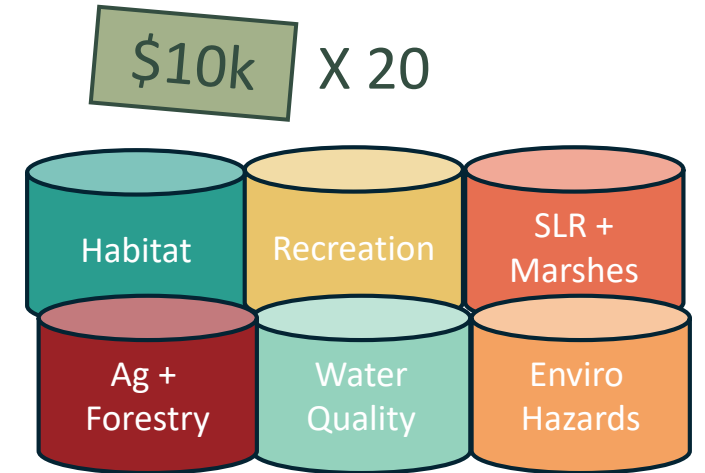 $10k X 20
Habitat
Recreation
SLR +
Marshes
Ag +
Forestry
Water
Quality
Enviro
Hazards